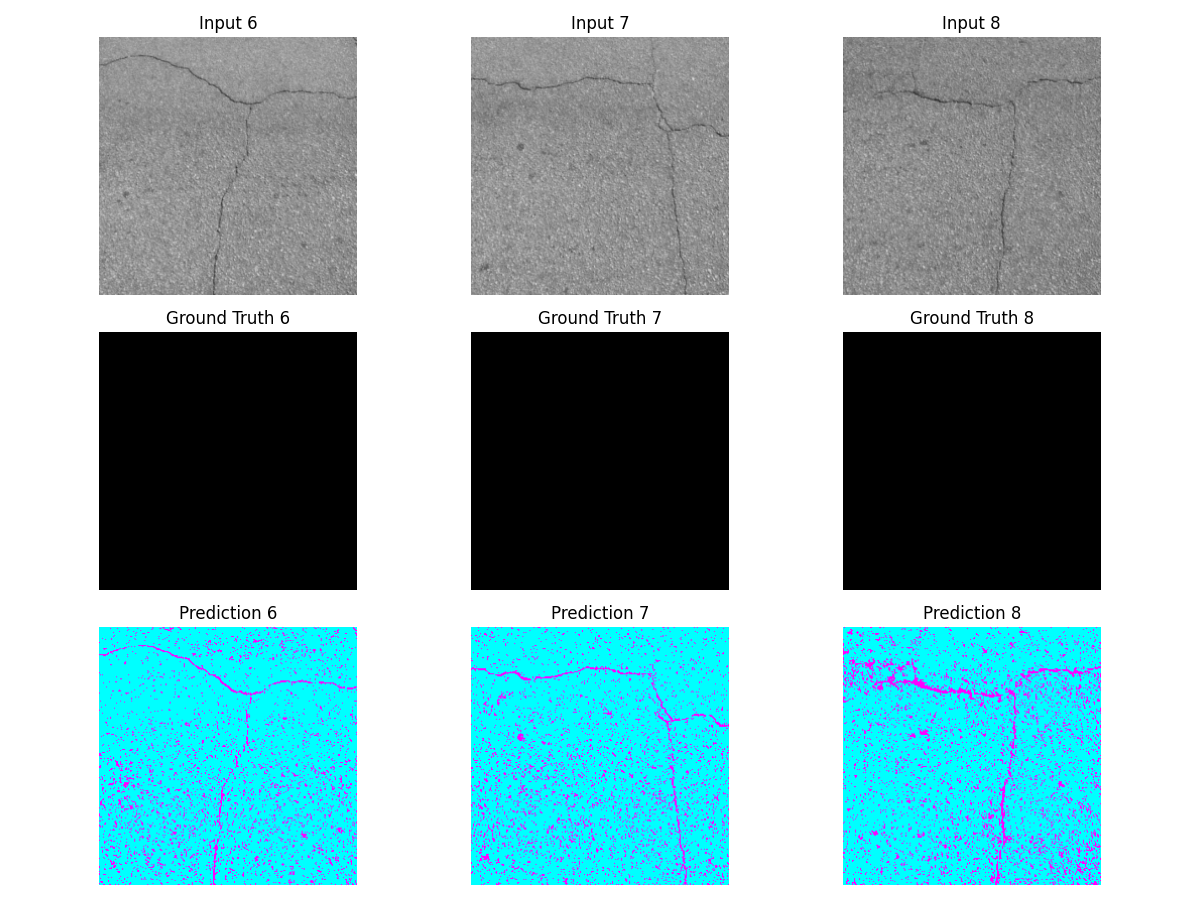 Input 6
Input 7
Input 8
Ground Truth 6
Ground Truth 7
Ground Truth 8
Prediction 6
Prediction 7
Prediction 8